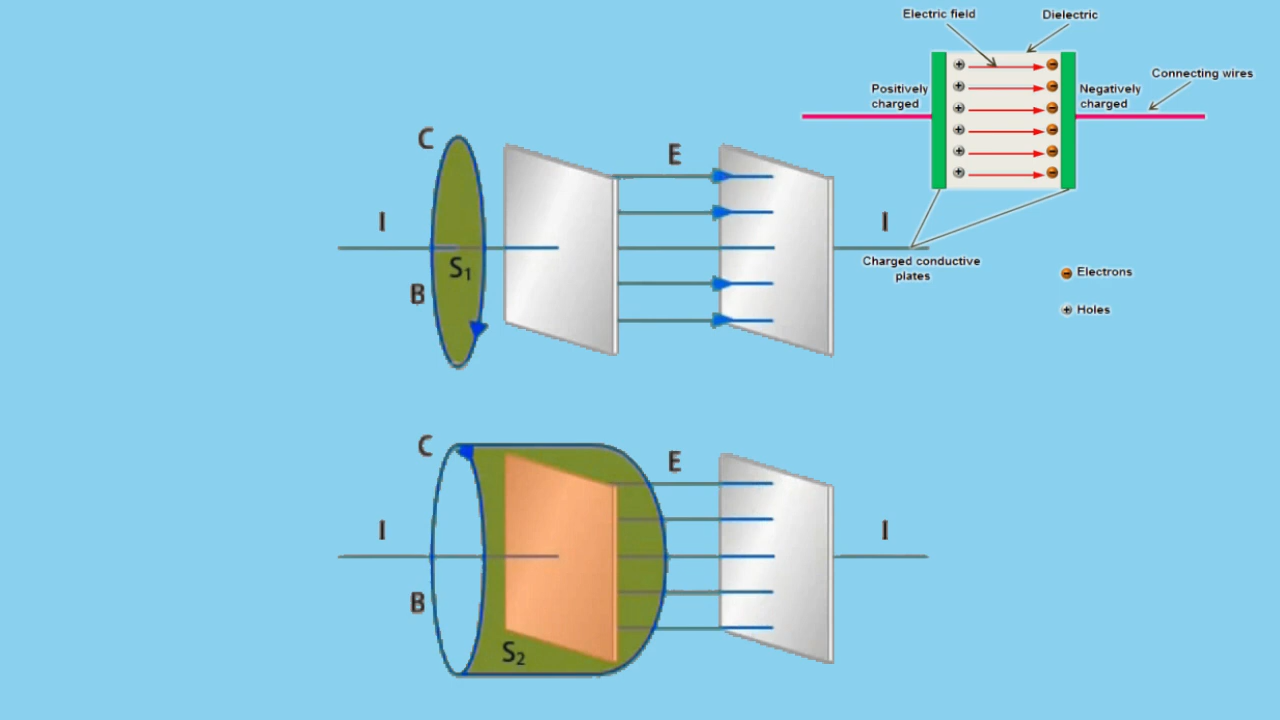 Electric field
Dielectric
Connecting wires
Positively
charged
Negatively
charged
Charged conductive
plates
Electrons
Holes
C
E
I
I
S₁
B
C
E
I
I
B
S₂